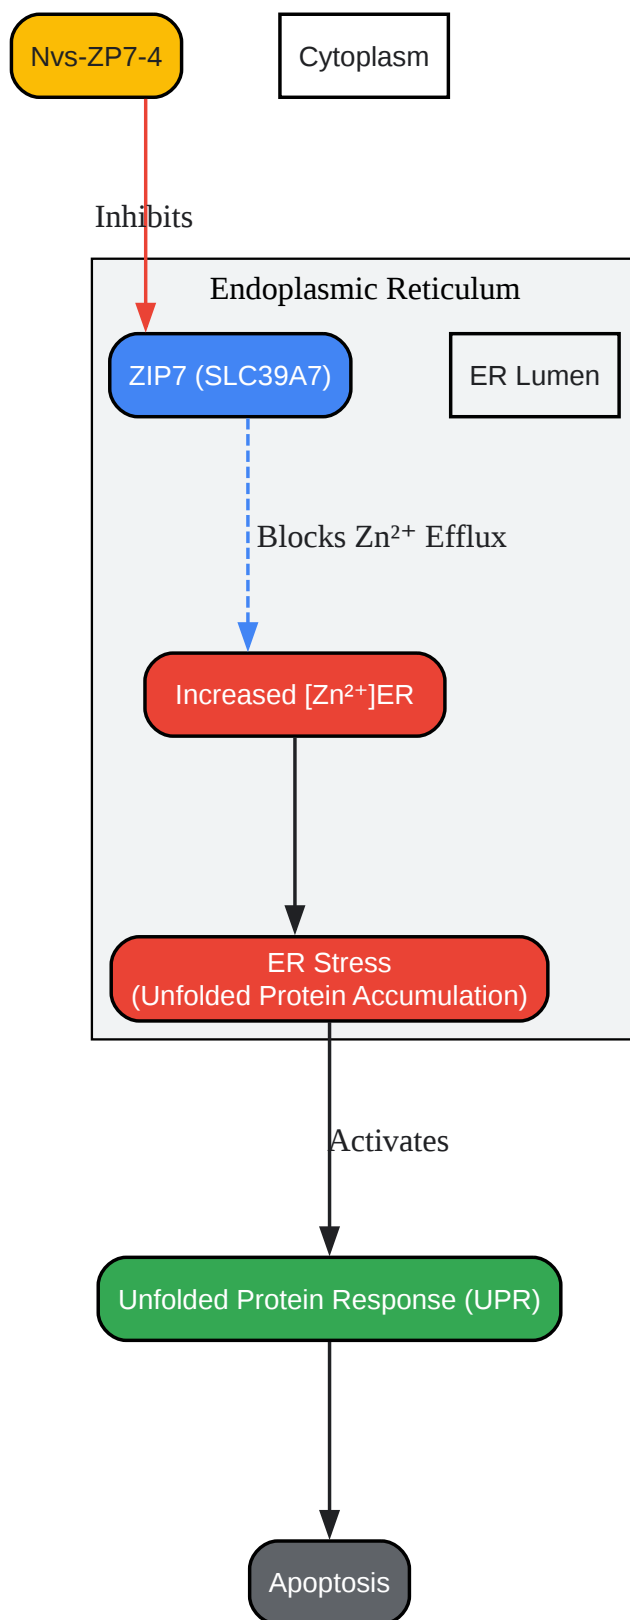 Nvs-ZP7-4
Cytoplasm
Inhibits
Endoplasmic Reticulum
ZIP7 (SLC39A7)
ER Lumen
Blocks Zn²⁺ Efflux
Increased [Zn²⁺]ER
ER Stress
(Unfolded Protein Accumulation)
Activates
Unfolded Protein Response (UPR)
Apoptosis